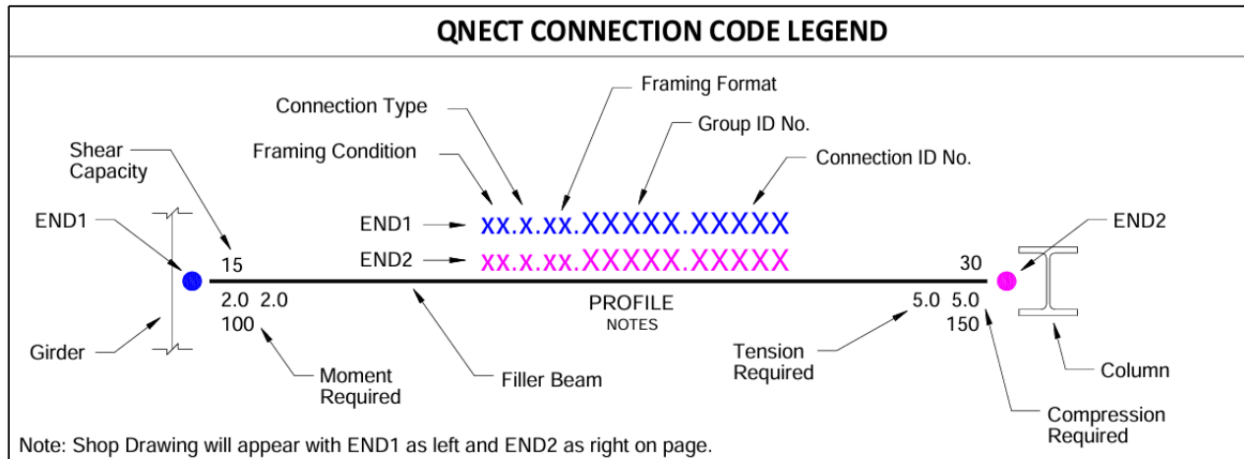 QNECT CONNECTION CODE LEGEND
Framing Format
Connection Type
Group ID No.
Shear
Capacity
Framing Condition
Connection ID No.
END1
END1
xx.x.xx.XXXXX.XXXXX
END2
END2
xx.x.xx.XXXXX.XXXXX
15
30
2.0 2.0
PROFILE
5.0 5.0
100
NOTES
150
Girder
Moment
Required
Filler Beam
Tension
Required
Column
Compression
Required
Note: Shop Drawing will appear with END1 as left and END2 as right on page.